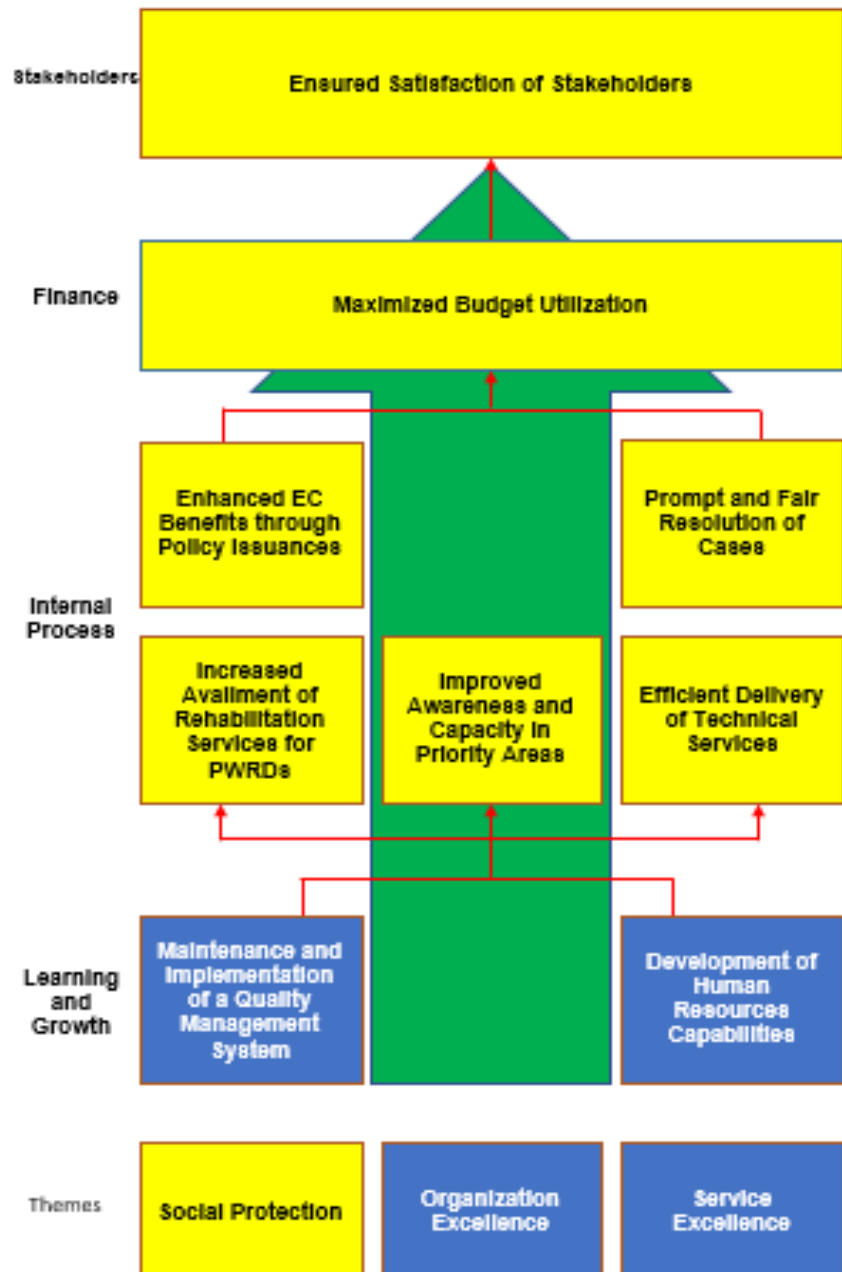 Stakeholders
Ensured Satisfaction of Stakeholders
Finance
Maximized Budget Utilization
Internal
Process
Enhanced EC
Benefits through
Policy Issuances
Prompt and Fair
Resolution of
Cases
Increased
Availment of
Rehabilitation
Services for
PWRDs
Improved
Awareness and
Capacity in
Priority Areas
Efficient Delivery
of Technical
Services
Learning
and
Growth
Maintenance and
Implementation
of a Quality
Management
System
Development of
Human
Resources
Capabilities
Themes
Social Protection
Organization
Excellence
Service
Excellence